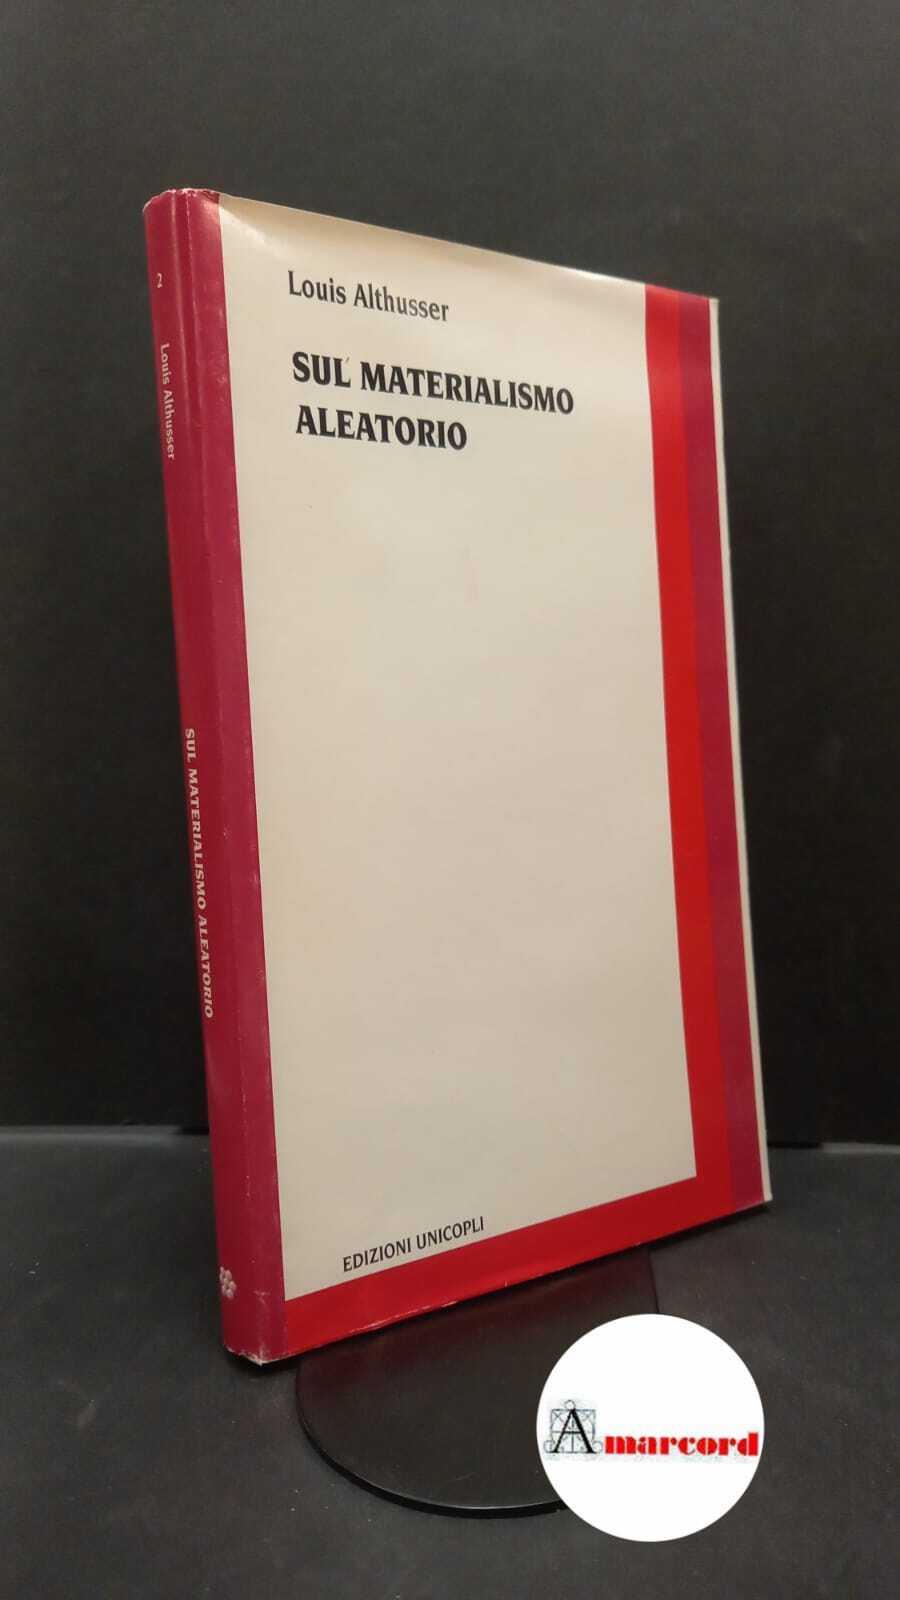 2
Louis Althusser
SUL MATERIALISMO ALEATORIO
Louis Althusser
SUL MATERIALISMO
ALEATORIO
EDIZIONI UNICOPLI
Amarcord